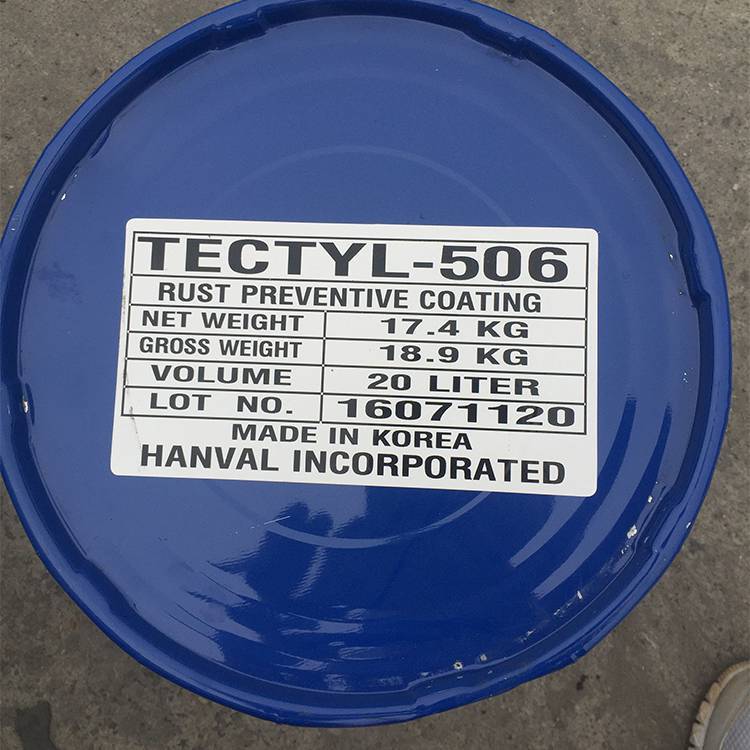 TECTYL-506
RUST PREVENTIVE COATING
NET WEIGHT 17.4 KG
GROSS WEIGHT 18.9 KG
VOLUME 20 LITER
LOT NO. 16071120
MADE IN KOREA
HANVAL INCORPORATED